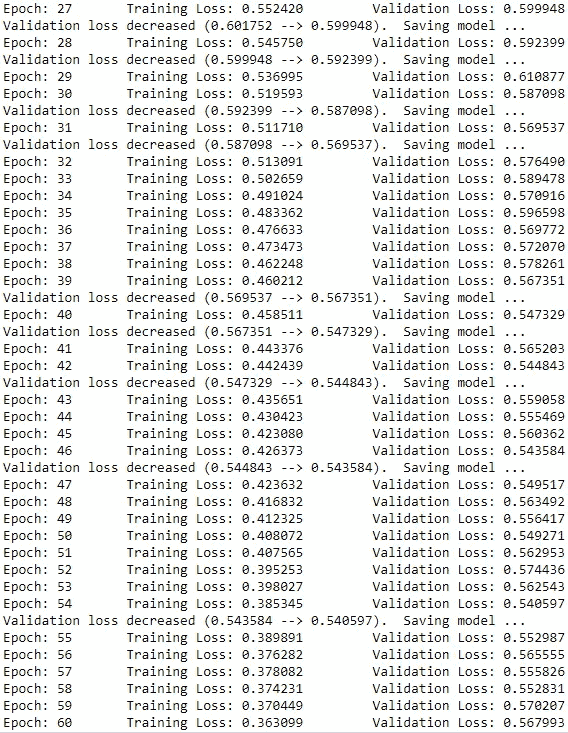 Epoch: 27 Training Loss: 0.552420 Validation Loss: 0.599948
Validation loss decreased (0.601752 --> 0.599948). Saving model ...
Epoch: 28 Training Loss: 0.545750 Validation Loss: 0.592399
Validation loss decreased (0.599948 --> 0.592399). Saving model ...
Epoch: 29 Training Loss: 0.536995 Validation Loss: 0.610877
Epoch: 30 Training Loss: 0.519593 Validation Loss: 0.587098
Validation loss decreased (0.592399 --> 0.587098). Saving model ...
Epoch: 31 Training Loss: 0.511710 Validation Loss: 0.569537
Validation loss decreased (0.587098 --> 0.569537). Saving model ...
Epoch: 32 Training Loss: 0.513091 Validation Loss: 0.576490
Epoch: 33 Training Loss: 0.502659 Validation Loss: 0.589478
Epoch: 34 Training Loss: 0.491024 Validation Loss: 0.570916
Epoch: 35 Training Loss: 0.483362 Validation Loss: 0.596598
Epoch: 36 Training Loss: 0.476633 Validation Loss: 0.569772
Epoch: 37 Training Loss: 0.473473 Validation Loss: 0.572070
Epoch: 38 Training Loss: 0.462248 Validation Loss: 0.578261
Epoch: 39 Training Loss: 0.460212 Validation Loss: 0.567351
Validation loss decreased (0.569537 --> 0.567351). Saving model ...
Epoch: 40 Training Loss: 0.458511 Validation Loss: 0.547329
Validation loss decreased (0.567351 --> 0.547329). Saving model ...
Epoch: 41 Training Loss: 0.443376 Validation Loss: 0.565203
Epoch: 42 Training Loss: 0.442439 Validation Loss: 0.544843
Validation loss decreased (0.547329 --> 0.544843). Saving model ...
Epoch: 43 Training Loss: 0.435651 Validation Loss: 0.559058
Epoch: 44 Training Loss: 0.430423 Validation Loss: 0.555469
Epoch: 45 Training Loss: 0.423080 Validation Loss: 0.560362
Epoch: 46 Training Loss: 0.426373 Validation Loss: 0.543584
Validation loss decreased (0.544843 --> 0.543584). Saving model ...
Epoch: 47 Training Loss: 0.423632 Validation Loss: 0.549517
Epoch: 48 Training Loss: 0.416832 Validation Loss: 0.563492
Epoch: 49 Training Loss: 0.412325 Validation Loss: 0.556417
Epoch: 50 Training Loss: 0.408072 Validation Loss: 0.549271
Epoch: 51 Training Loss: 0.407565 Validation Loss: 0.562953
Epoch: 52 Training Loss: 0.395253 Validation Loss: 0.574436
Epoch: 53 Training Loss: 0.398027 Validation Loss: 0.562543
Epoch: 54 Training Loss: 0.385345 Validation Loss: 0.540597
Validation loss decreased (0.543584 --> 0.540597). Saving model ...
Epoch: 55 Training Loss: 0.389891 Validation Loss: 0.552987
Epoch: 56 Training Loss: 0.376282 Validation Loss: 0.565555
Epoch: 57 Training Loss: 0.378082 Validation Loss: 0.555826
Epoch: 58 Training Loss: 0.374231 Validation Loss: 0.552831
Epoch: 59 Training Loss: 0.370449 Validation Loss: 0.570207
Epoch: 60 Training Loss: 0.363099 Validation Loss: 0.567993